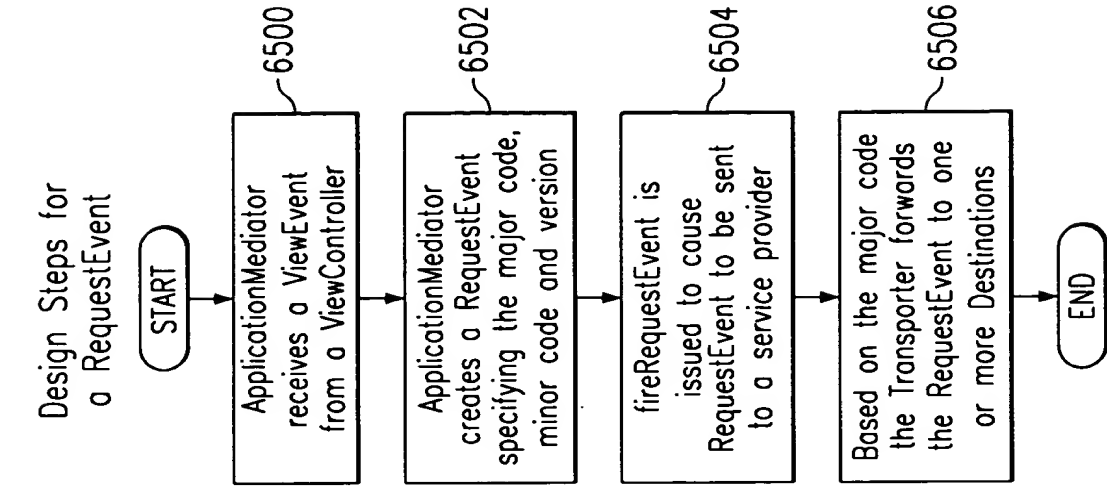 Design Steps for
a RequestEvent
START
ApplicationMediator
receives a ViewEvent
from a ViewController
6500
ApplicationMediator
creates a RequestEvent
specifying the major code,
minor code and version
6502
fireRequestEvent is
issued to cause
RequestEvent to be sent
to a service provider
6504
Based on the major code
the Transporter forwards
the RequestEvent to one
or more Destinations
6506
END